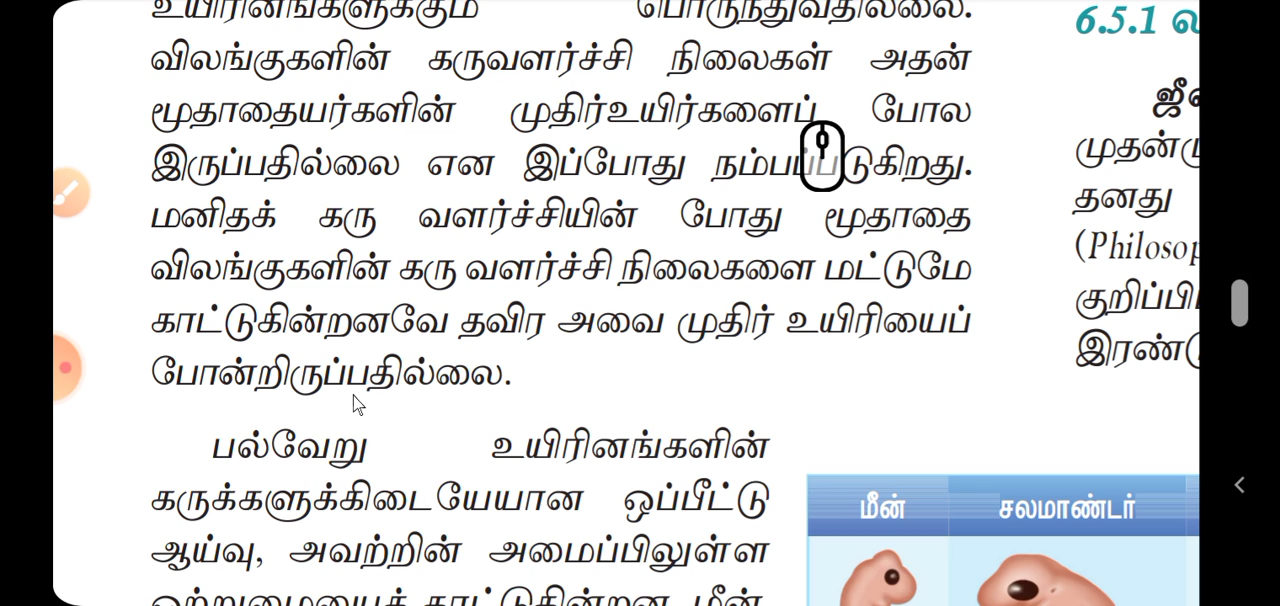 உயிரினங்களுக்கும் பொருந்துவதில்லை.
விலங்குகளின் கருவளர்ச்சி நிலைகள் அதன்
மூதாதையர்களின் முதிர்உயிர்களைப் போல
இருப்பதில்லை என இப்போது நம்பப்படுகிறது.
மனிதக் கரு வளர்ச்சியின் போது மூதாதை
விலங்குகளின் கரு வளர்ச்சி நிலைகளை மட்டுமே
காட்டுகின்றனவே தவிர அவை முதிர் உயிரியைப்
போன்றிருப்பதில்லை.
பல்வேறு உயிரினங்களின்
கருக்களுக்கிடையேயான ஒப்பீட்டு
ஆய்வு, அவற்றின் அமைப்பிலுள்ள
ஒற்றுமையைக் காட்டுகின்றன. மீன்,
மீன் சலமாண்டர்
6.5.1
தனது
(Philosop